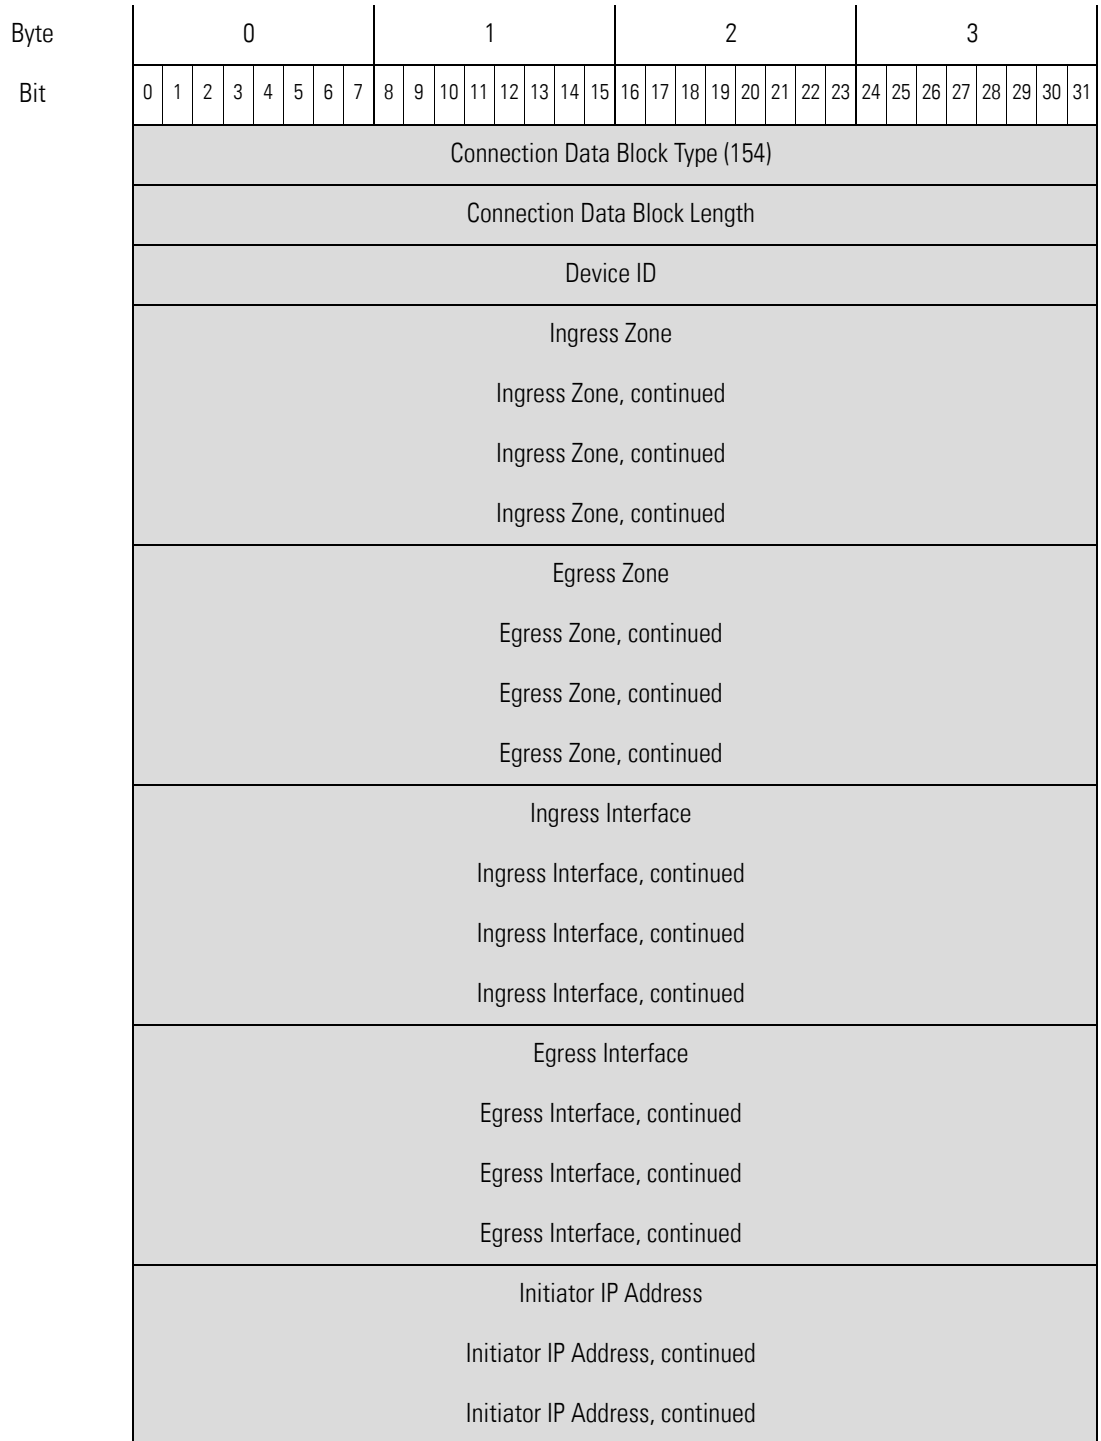 Byte 0 1 2 3
Bit 0 1 2 3 4 5 6 7 8 9 10 11 12 13 14 15 16 17 18 19 20 21 22 23 24 25 26 27 28 29 30 31
Connection Data Block Type (154)
Connection Data Block Length
Device ID
Ingress Zone
Ingress Zone, continued
Ingress Zone, continued
Ingress Zone, continued
Egress Zone
Egress Zone, continued
Egress Zone, continued
Egress Zone, continued
Ingress Interface
Ingress Interface, continued
Ingress Interface, continued
Ingress Interface, continued
Egress Interface
Egress Interface, continued
Egress Interface, continued
Egress Interface, continued
Initiator IP Address
Initiator IP Address, continued
Initiator IP Address, continued